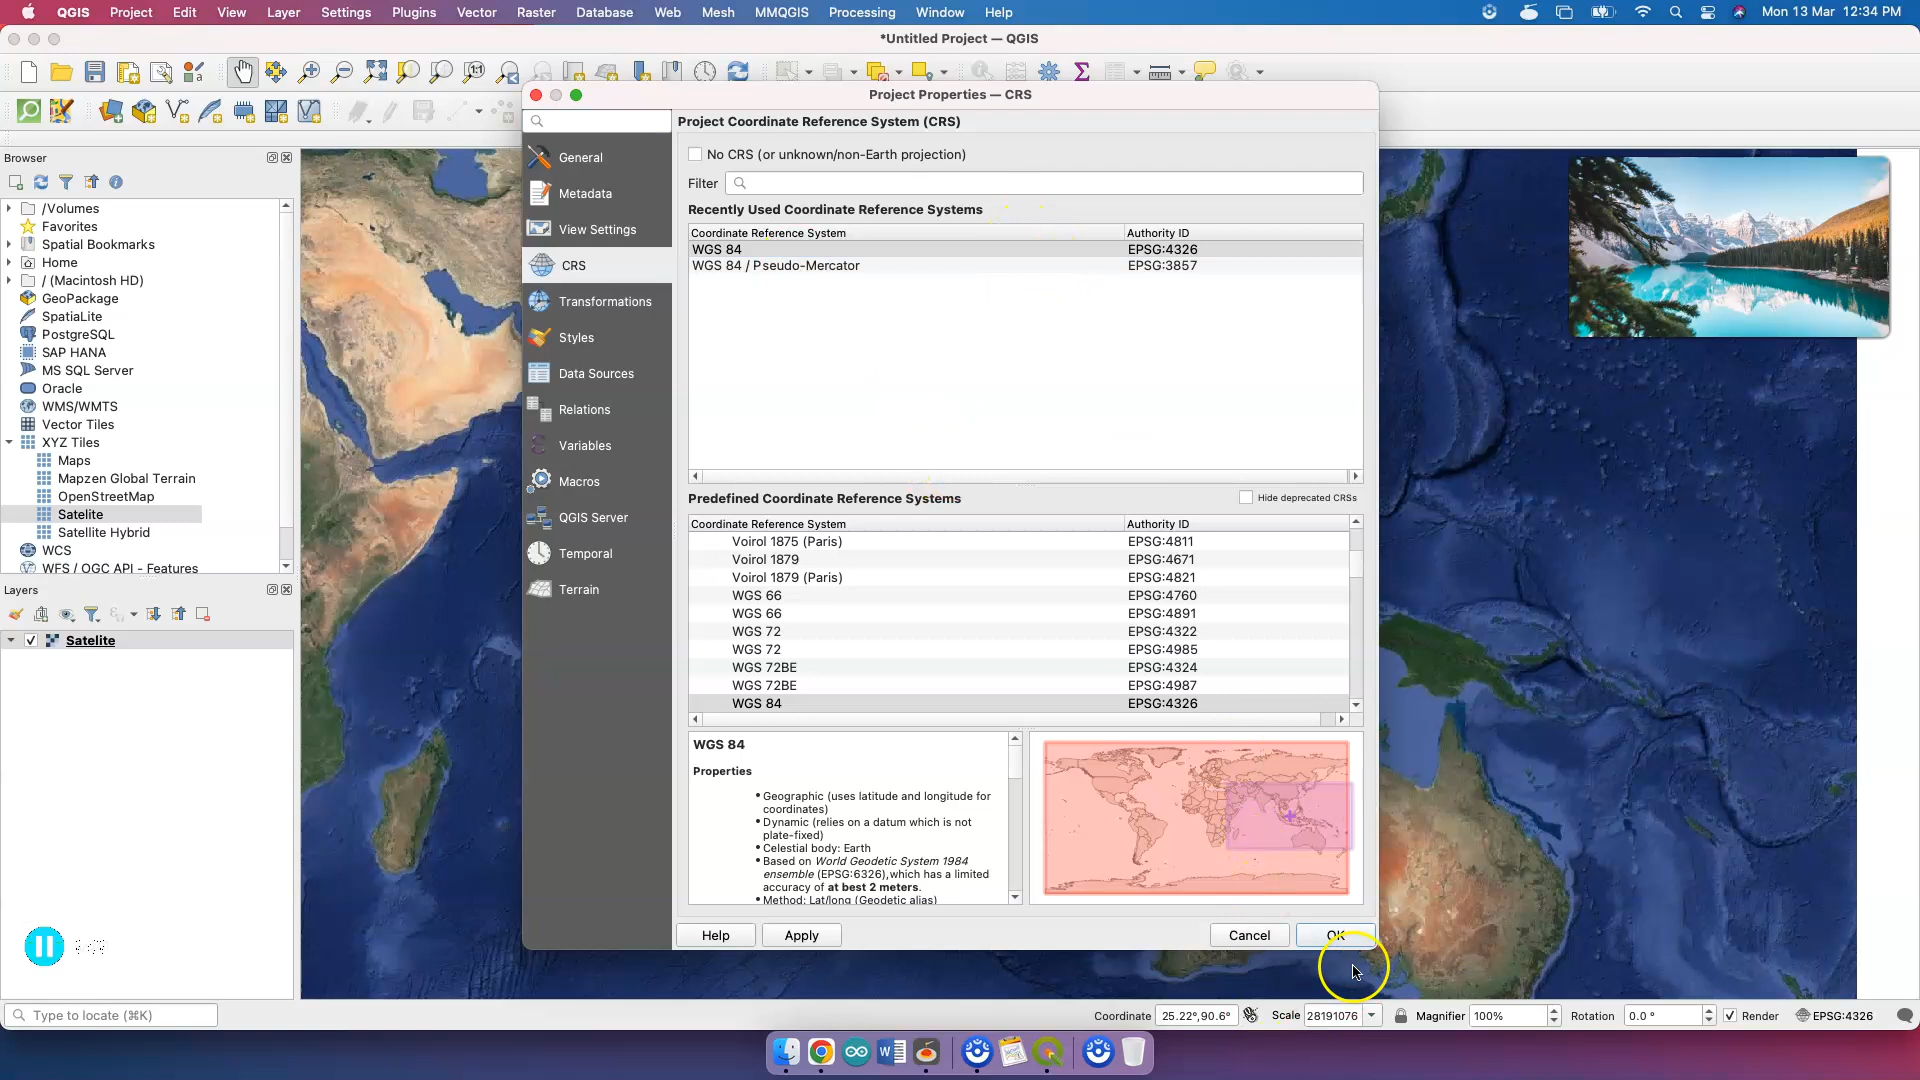 QGIS Project Edit View Layer Settings Plugins Vector Raster Database Web Mesh MMQGIS Processing Window Help Mon 13 Mar 12:34 PM
*Untitled Project — QGIS
Project Properties — CRS
Project Coordinate Reference System (CRS)
No CRS (or unknown/non-Earth projection)
Filter
Recently Used Coordinate Reference Systems
Coordinate Reference System Authority ID
WGS 84 EPSG:4326
WGS 84 / Pseudo-Mercator EPSG:3857
General
Metadata
View Settings
CRS
Transformations
Styles
Data Sources
Relations
Variables
Macros
QGIS Server
Temporal
Terrain
Predefined Coordinate Reference Systems Hide deprecated CRSs
Coordinate Reference System Authority ID
Voirol 1875 (Paris) EPSG:4811
Voirol 1879 EPSG:4671
Voirol 1879 (Paris) EPSG:4821
WGS 66 EPSG:4760
WGS 66 EPSG:4891
WGS 72 EPSG:4322
WGS 72 EPSG:4985
WGS 72BE EPSG:4324
WGS 72BE EPSG:4987
WGS 84 EPSG:4326
WGS 84
Properties
• Geographic (uses latitude and longitude for
coordinates)
• Dynamic (relies on a datum which is not
plate-fixed)
• Celestial body: Earth
• Based on World Geodetic System 1984
ensemble (EPSG:6326),which has a limited
accuracy of at best 2 meters.
• Method: Lat/long (Geodetic alias)
Help Apply Cancel OK
Browser
/Volumes
Favorites
Spatial Bookmarks
Home
/ (Macintosh HD)
GeoPackage
SpatiaLite
PostgreSQL
SAP HANA
MS SQL Server
Oracle
WMS/WMTS
Vector Tiles
XYZ Tiles
Maps
Mapzen Global Terrain
OpenStreetMap
Satelite
Satellite Hybrid
WCS
WFS / OGC API - Features
Layers
Satelite
Type to locate (⌘K) Coordinate 25.22°,90.6° Scale 28191076 Magnifier 100% Rotation 0.0 ° Render EPSG:4326